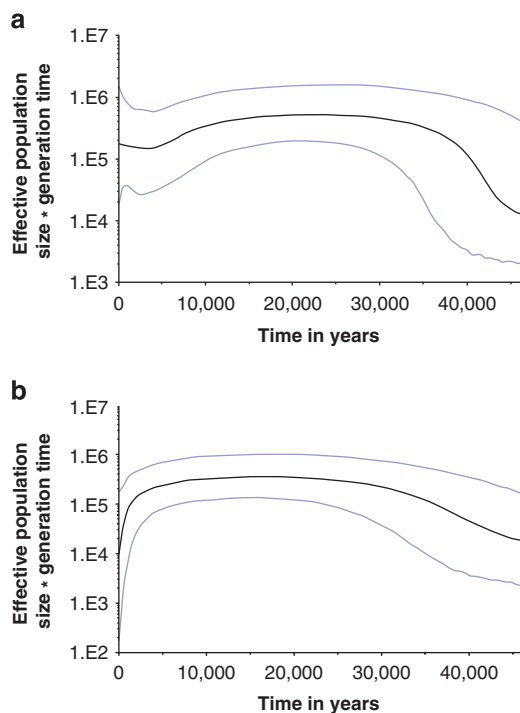 a
1.E7
1.E6
1.E5
1.E4
1.E3
Effective population
size * generation time
0 10,000 20,000 30,000 40,000
Time in years
b
1.E7
1.E6
1.E5
1.E4
1.E3
1.E2
Effective population
size * generation time
0 10,000 20,000 30,000 40,000
Time in years